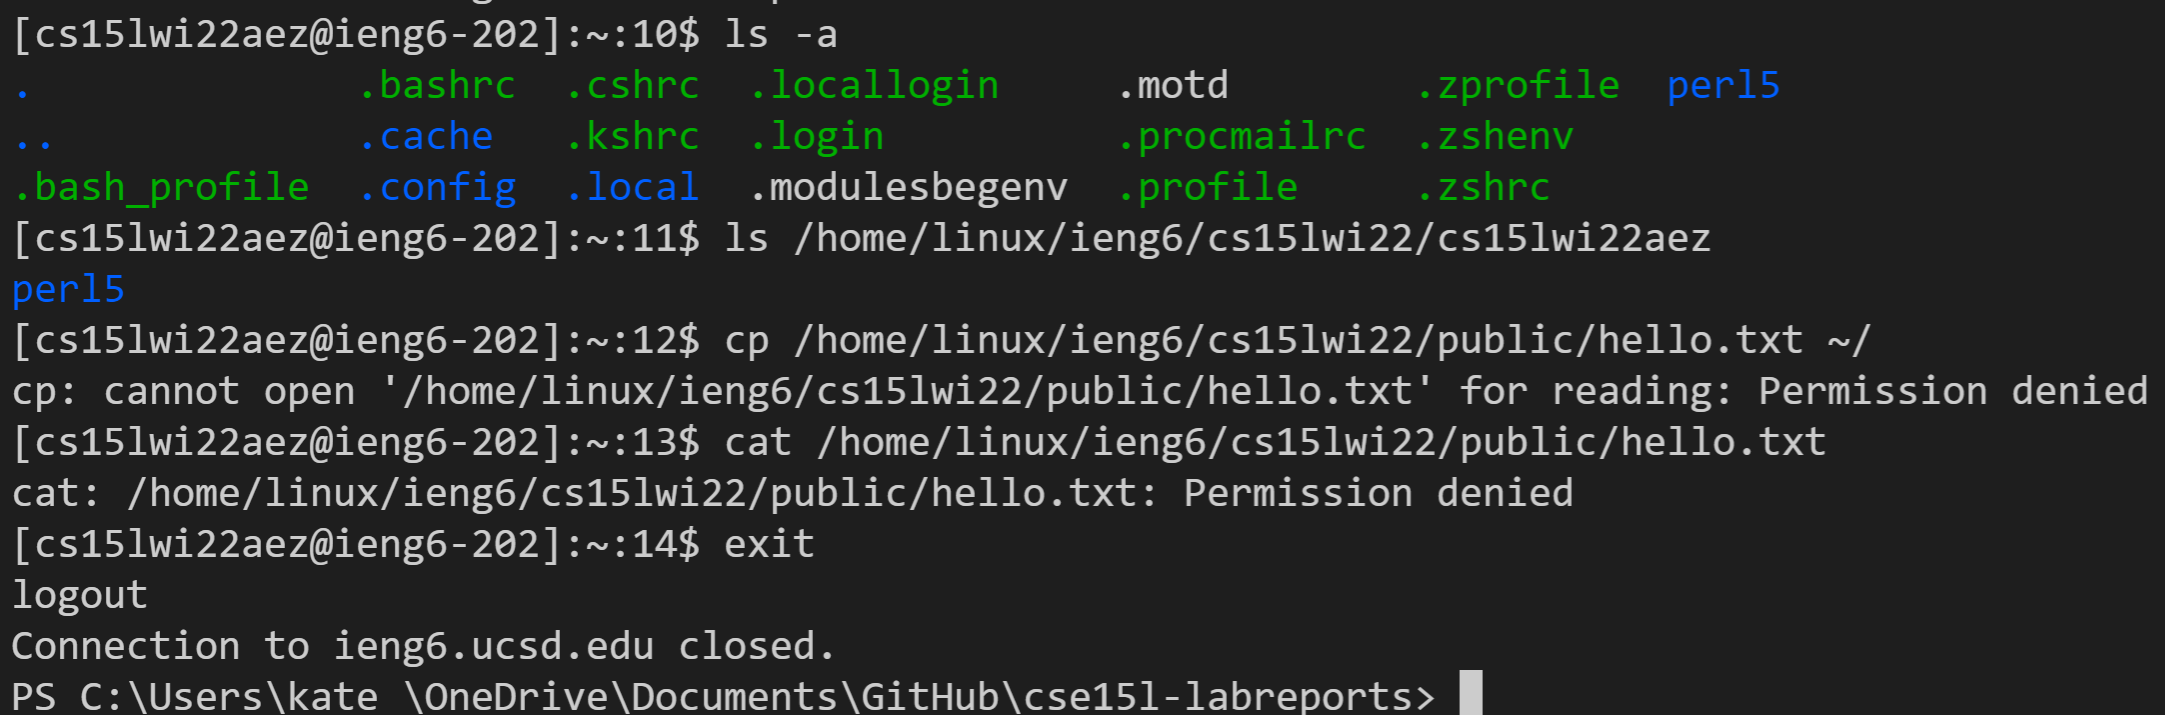 [cs15lwi22aez@ieng6-202]:~:10$ ls -a
.              .bashrc  .cshrc  .locallogin     .motd        .zprofile  perl5
..             .cache   .kshrc  .login          .procmailrc  .zshenv
.bash_profile  .config  .local  .modulesbegenv  .profile     .zshrc
[cs15lwi22aez@ieng6-202]:~:11$ ls /home/linux/ieng6/cs15lwi22/cs15lwi22aez
perl5
[cs15lwi22aez@ieng6-202]:~:12$ cp /home/linux/ieng6/cs15lwi22/public/hello.txt ~/
cp: cannot open '/home/linux/ieng6/cs15lwi22/public/hello.txt' for reading: Permission denied
[cs15lwi22aez@ieng6-202]:~:13$ cat /home/linux/ieng6/cs15lwi22/public/hello.txt
cat: /home/linux/ieng6/cs15lwi22/public/hello.txt: Permission denied
[cs15lwi22aez@ieng6-202]:~:14$ exit
logout
Connection to ieng6.ucsd.edu closed.
PS C:\Users\kate \OneDrive\Documents\GitHub\cse15l-labreports>